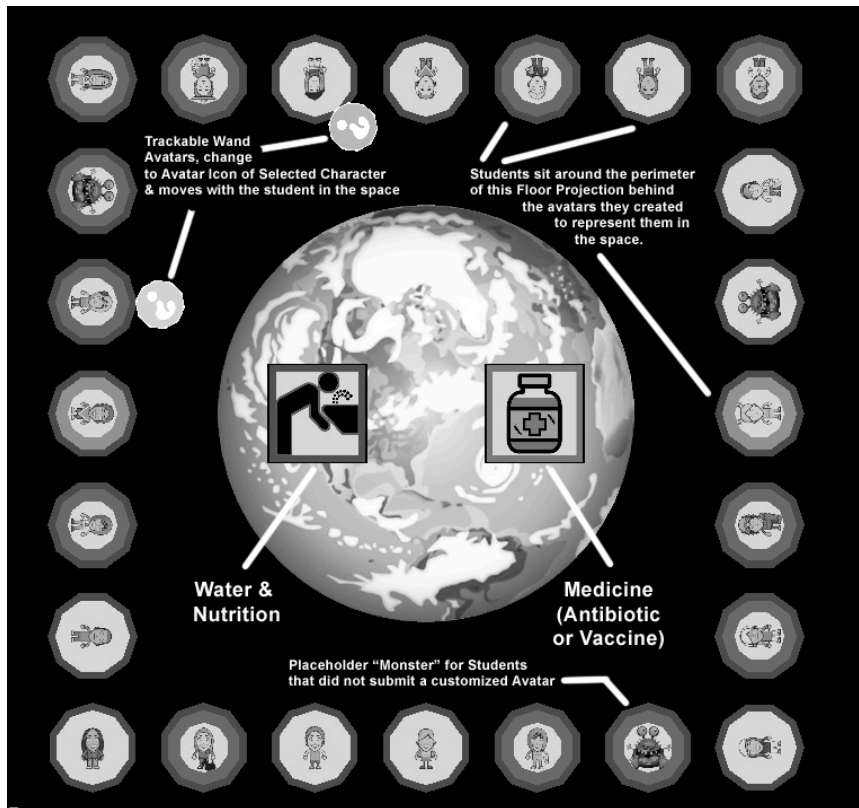 Trackable Wand
Avatars, change
to Avatar Icon of Selected Character
& moves with the student in the space
Students sit around the perimeter
of this Floor Projection behind
the avatars they created
to represent them in
the space.
Water &
Nutrition
Medicine
(Antibiotic
or Vaccine)
Placeholder “Monster” for Students
that did not submit a customized Avatar